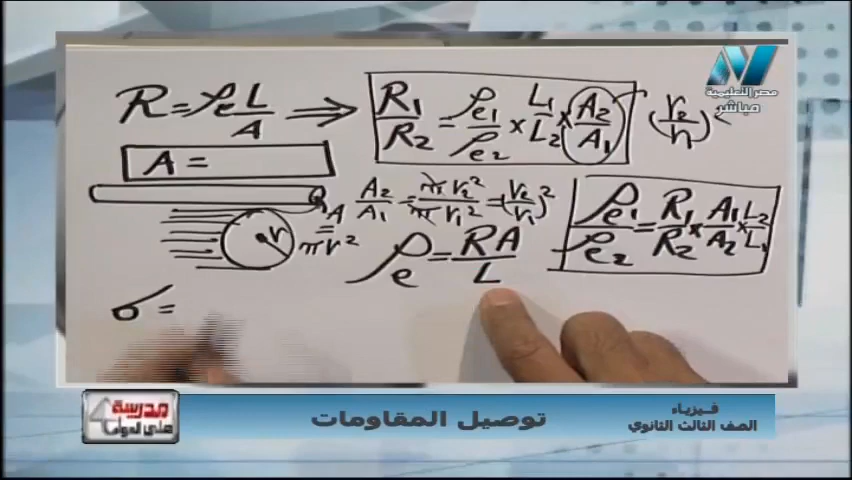 مصر التعليمية
مباشر
R = ρe L/A ⇒ R₁/R₂ = ρe₁/ρe₂ × L₁/L₂ × A₂/A₁ (r₂/r₁)²
A =
A₂/A₁ = πr₂²/πr₁² = (r₂/r₁)²
A = πr²
r
ρe₁/ρe₂ = R₁/R₂ × A₁/A₂ × L₂/L₁
ρe = RA/L
σ =
مدرسة
على الهواء
توصيل المقاومات
فيزياء
الصف الثالث الثانوي